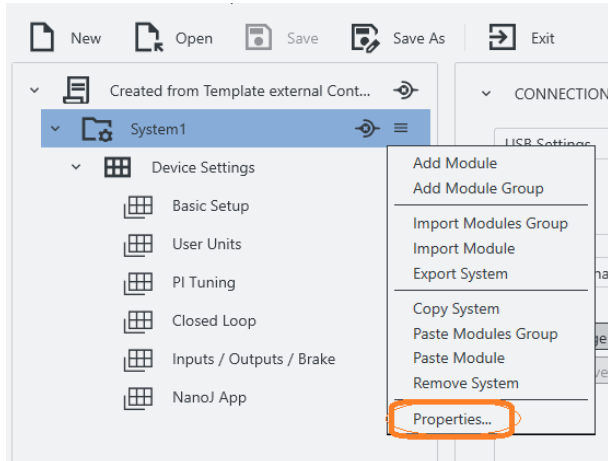 New Open Save Save As Exit
Created from Template external Cont...
CONNECTION
System1
USB Settings
Device Settings
Basic Setup
User Units
PI Tuning
Closed Loop
Inputs / Outputs / Brake
NanoJ App
Add Module
Add Module Group
Import Modules Group
Import Module
Export System
Copy System
Paste Modules Group
Paste Module
Remove System
Properties...